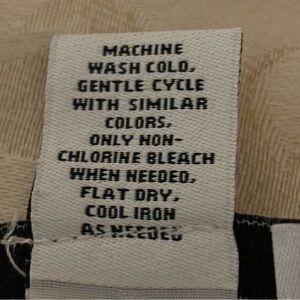 MACHINE
WASH COLD,
GENTLE CYCLE
WITH SIMILAR
COLORS,
ONLY NON-
CHLORINE BLEACH
WHEN NEEDED,
FLAT DRY,
COOL IRON
AS NEEDED